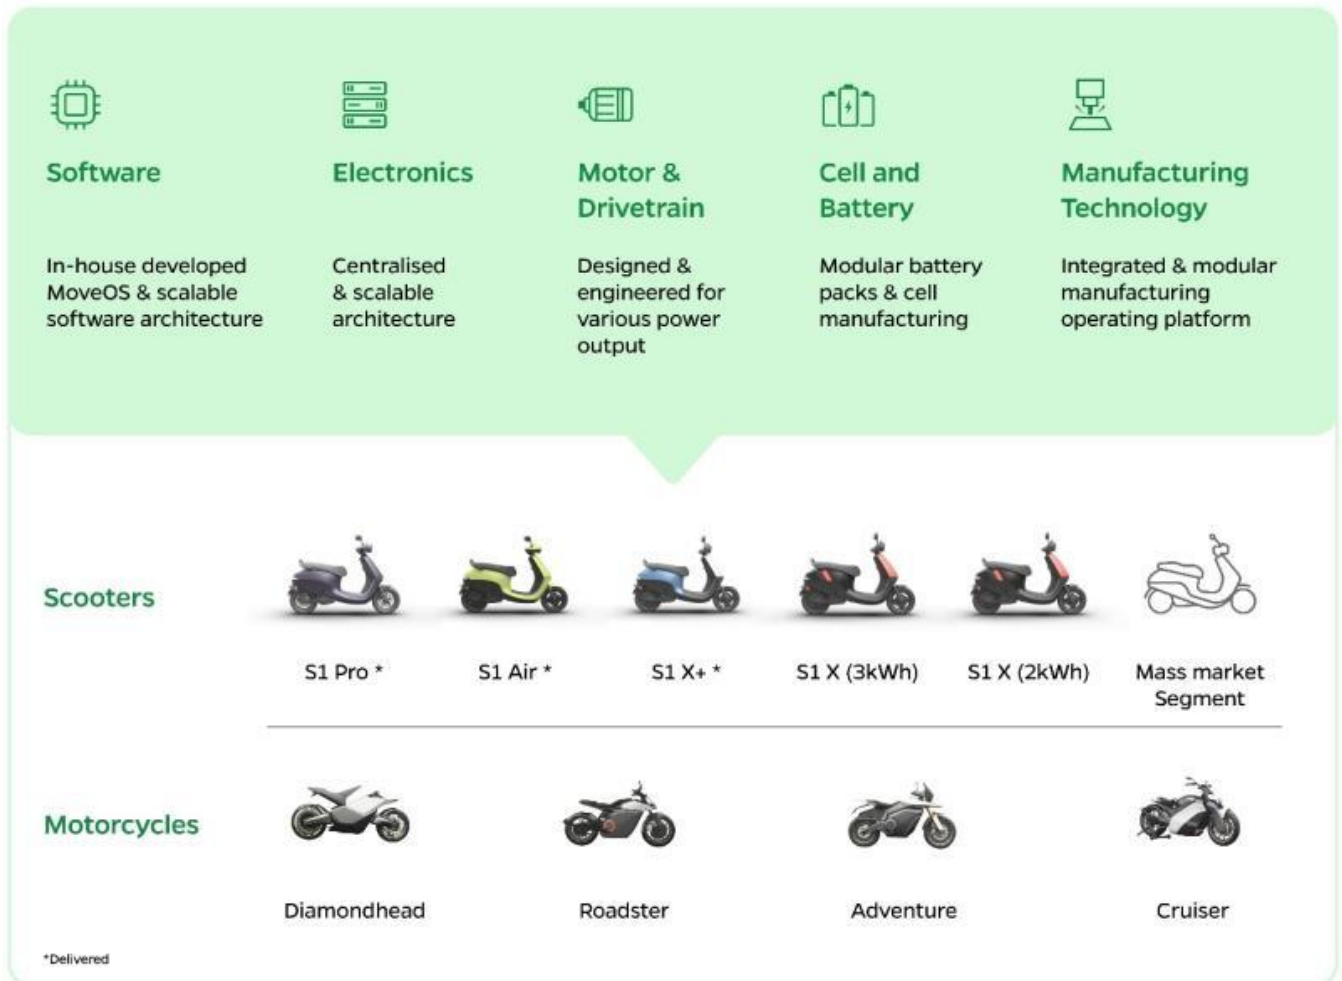 Software
Electronics
Motor &
Drivetrain
Cell and
Battery
Manufacturing
Technology
In-house developed
MoveOS & scalable
software architecture
Centralised
& scalable
architecture
Designed &
engineered for
various power
output
Modular battery
packs & cell
manufacturing
Integrated & modular
manufacturing
operating platform
Scooters
S1 Pro *
S1 Air *
S1 X+ *
S1 X (3kWh)
S1 X (2kWh)
Mass market
Segment
Motorcycles
Diamondhead
Roadster
Adventure
Cruiser
*Delivered